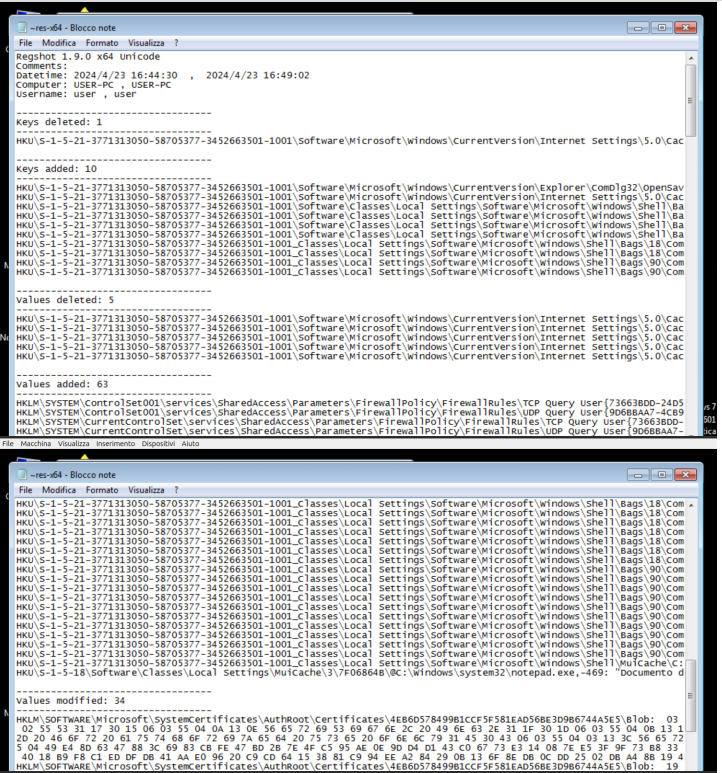 ~res-x64 - Blocco note
File Modifica Formato Visualizza ?
Regshot 1.9.0 x64 Unicode
Comments:
Datetime: 2024/4/23 16:44:30  ,  2024/4/23 16:49:02
Computer: USER-PC , USER-PC
Username: user , user
----------------------------------
Keys deleted: 1
----------------------------------
HKU\S-1-5-21-3771313050-58705377-3452663501-1001\Software\Microsoft\Windows\CurrentVersion\Internet Settings\5.0\Cac
----------------------------------
Keys added: 10
----------------------------------
HKU\S-1-5-21-3771313050-58705377-3452663501-1001\Software\Microsoft\Windows\CurrentVersion\Explorer\ComDlg32\OpenSav
HKU\S-1-5-21-3771313050-58705377-3452663501-1001\Software\Microsoft\Windows\CurrentVersion\Internet Settings\5.0\Cac
HKU\S-1-5-21-3771313050-58705377-3452663501-1001\Software\Classes\Local Settings\Software\Microsoft\Windows\Shell\Ba
HKU\S-1-5-21-3771313050-58705377-3452663501-1001\Software\Classes\Local Settings\Software\Microsoft\Windows\Shell\Ba
HKU\S-1-5-21-3771313050-58705377-3452663501-1001\Software\Classes\Local Settings\Software\Microsoft\Windows\Shell\Ba
HKU\S-1-5-21-3771313050-58705377-3452663501-1001\Software\Classes\Local Settings\Software\Microsoft\Windows\Shell\Ba
HKU\S-1-5-21-3771313050-58705377-3452663501-1001_Classes\Local Settings\Software\Microsoft\Windows\Shell\Bags\18\Com
HKU\S-1-5-21-3771313050-58705377-3452663501-1001_Classes\Local Settings\Software\Microsoft\Windows\Shell\Bags\18\Com
HKU\S-1-5-21-3771313050-58705377-3452663501-1001_Classes\Local Settings\Software\Microsoft\Windows\Shell\Bags\90\Com
HKU\S-1-5-21-3771313050-58705377-3452663501-1001_Classes\Local Settings\Software\Microsoft\Windows\Shell\Bags\90\Com
----------------------------------
Values deleted: 5
----------------------------------
HKU\S-1-5-21-3771313050-58705377-3452663501-1001\Software\Microsoft\Windows\CurrentVersion\Internet Settings\5.0\Cac
HKU\S-1-5-21-3771313050-58705377-3452663501-1001\Software\Microsoft\Windows\CurrentVersion\Internet Settings\5.0\Cac
HKU\S-1-5-21-3771313050-58705377-3452663501-1001\Software\Microsoft\Windows\CurrentVersion\Internet Settings\5.0\Cac
HKU\S-1-5-21-3771313050-58705377-3452663501-1001\Software\Microsoft\Windows\CurrentVersion\Internet Settings\5.0\Cac
HKU\S-1-5-21-3771313050-58705377-3452663501-1001\Software\Microsoft\Windows\CurrentVersion\Internet Settings\5.0\Cac
----------------------------------
Values added: 63
----------------------------------
HKLM\SYSTEM\ControlSet001\services\SharedAccess\Parameters\FirewallPolicy\FirewallRules\TCP Query User{73663BDD-24D5
HKLM\SYSTEM\ControlSet001\services\SharedAccess\Parameters\FirewallPolicy\FirewallRules\UDP Query User{9D6BBAA7-4CB9
HKLM\SYSTEM\CurrentControlSet\services\SharedAccess\Parameters\FirewallPolicy\FirewallRules\TCP Query User{73663BDD-
HKLM\SYSTEM\CurrentControlSet\services\SharedAccess\Parameters\FirewallPolicy\FirewallRules\UDP Query User{9D6BBAA7-
File Macchina Visualizza Inserimento Dispositivi Aiuto
~res-x64 - Blocco note
File Modifica Formato Visualizza ?
HKU\S-1-5-21-3771313050-58705377-3452663501-1001_Classes\Local Settings\Software\Microsoft\Windows\Shell\Bags\18\Com
HKU\S-1-5-21-3771313050-58705377-3452663501-1001_Classes\Local Settings\Software\Microsoft\Windows\Shell\Bags\18\Com
HKU\S-1-5-21-3771313050-58705377-3452663501-1001_Classes\Local Settings\Software\Microsoft\Windows\Shell\Bags\18\Com
HKU\S-1-5-21-3771313050-58705377-3452663501-1001_Classes\Local Settings\Software\Microsoft\Windows\Shell\Bags\18\Com
HKU\S-1-5-21-3771313050-58705377-3452663501-1001_Classes\Local Settings\Software\Microsoft\Windows\Shell\Bags\18\Com
HKU\S-1-5-21-3771313050-58705377-3452663501-1001_Classes\Local Settings\Software\Microsoft\Windows\Shell\Bags\18\Com
HKU\S-1-5-21-3771313050-58705377-3452663501-1001_Classes\Local Settings\Software\Microsoft\Windows\Shell\Bags\18\Com
HKU\S-1-5-21-3771313050-58705377-3452663501-1001_Classes\Local Settings\Software\Microsoft\Windows\Shell\Bags\90\Com
HKU\S-1-5-21-3771313050-58705377-3452663501-1001_Classes\Local Settings\Software\Microsoft\Windows\Shell\Bags\90\Com
HKU\S-1-5-21-3771313050-58705377-3452663501-1001_Classes\Local Settings\Software\Microsoft\Windows\Shell\Bags\90\Com
HKU\S-1-5-21-3771313050-58705377-3452663501-1001_Classes\Local Settings\Software\Microsoft\Windows\Shell\Bags\90\Com
HKU\S-1-5-21-3771313050-58705377-3452663501-1001_Classes\Local Settings\Software\Microsoft\Windows\Shell\Bags\90\Com
HKU\S-1-5-21-3771313050-58705377-3452663501-1001_Classes\Local Settings\Software\Microsoft\Windows\Shell\Bags\90\Com
HKU\S-1-5-21-3771313050-58705377-3452663501-1001_Classes\Local Settings\Software\Microsoft\Windows\Shell\Bags\90\Com
HKU\S-1-5-21-3771313050-58705377-3452663501-1001_Classes\Local Settings\Software\Microsoft\Windows\Shell\Bags\90\Com
HKU\S-1-5-21-3771313050-58705377-3452663501-1001_Classes\Local Settings\Software\Microsoft\Windows\Shell\Bags\90\Com
HKU\S-1-5-21-3771313050-58705377-3452663501-1001_Classes\Local Settings\Software\Microsoft\Windows\Shell\Bags\90\Com
HKU\S-1-5-21-3771313050-58705377-3452663501-1001_Classes\Local Settings\Software\Microsoft\Windows\Shell\MuiCache\C:
HKU\S-1-5-18\Software\Classes\Local Settings\MuiCache\3\7F06864B\@C:\Windows\system32\notepad.exe,-469: "Documento d
----------------------------------
Values modified: 34
----------------------------------
HKLM\SOFTWARE\Microsoft\SystemCertificates\AuthRoot\Certificates\4EB6D578499B1CCF5F581EAD56BE3D9B6744A5E5\Blob:  03
02 55 53 31 17 30 15 06 03 55 04 0A 13 0E 56 65 72 69 53 69 67 6E 2C 20 49 6E 63 2E 31 1F 30 1D 06 03 55 04 0B 13 1
2D 20 46 6F 72 20 61 75 74 68 6F 72 69 7A 65 64 20 75 73 65 20 6F 6E 6C 79 31 45 30 43 06 03 55 04 03 13 3C 56 65 72
5 04 49 E4 8D 63 47 88 3C 69 83 CB FE 47 BD 2B 7E 4F C5 95 AE 0E 9D D4 D1 43 C0 67 73 E3 14 08 7E E5 3F 9F 73 B8 33
40 18 B9 F8 C1 ED DF DB 41 AA E0 96 20 C9 CD 64 15 38 81 C9 94 EE A2 84 29 0B 13 6F 8E DB 0C DD 25 02 DB A4 8B 19 4
HKLM\SOFTWARE\Microsoft\SystemCertificates\AuthRoot\Certificates\4EB6D578499B1CCF5F581EAD56BE3D9B6744A5E5\Blob:  19